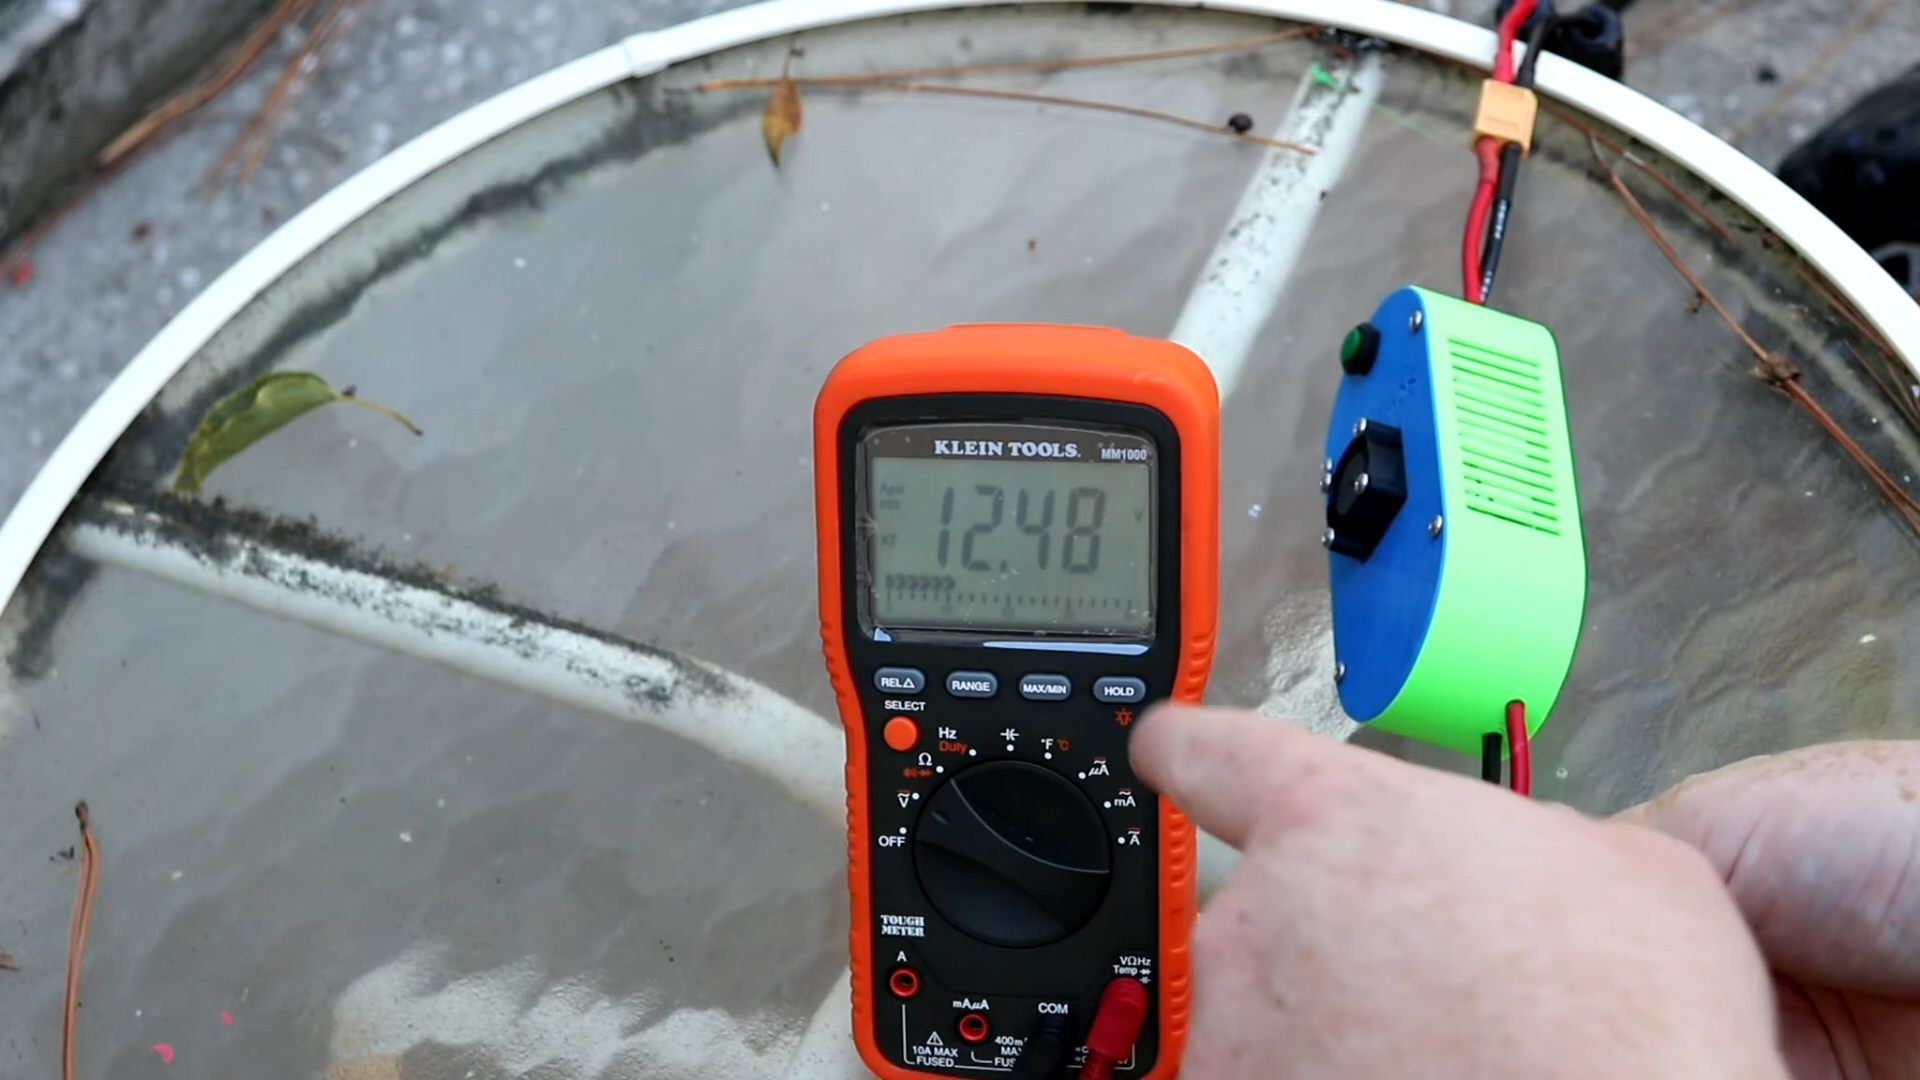 KLEIN TOOLS®
MM1000
12.48 V
REL△
RANGE
MAX/MIN
HOLD
SELECT
Hz
Duty
°F °C
Ω
µA
V
mA
OFF
A
TOUGH
METER
A
VΩHz
Temp
mAµA
COM
10A MAX
FUSED
400m